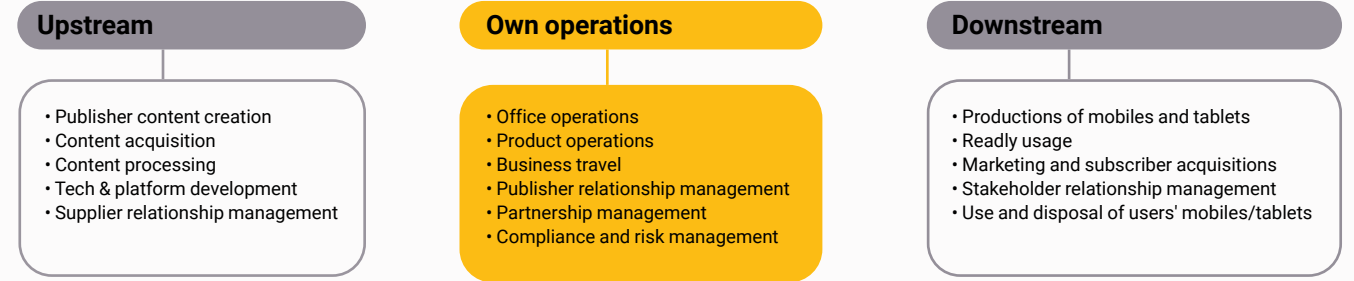 Upstream
• Publisher content creation
• Content acquisition
• Content processing
• Tech & platform development
• Supplier relationship management
Own operations
• Office operations
• Product operations
• Business travel
• Publisher relationship management
• Partnership management
• Compliance and risk management
Downstream
• Productions of mobiles and tablets
• Readly usage
• Marketing and subscriber acquisitions
• Stakeholder relationship management
• Use and disposal of users' mobiles/tablets